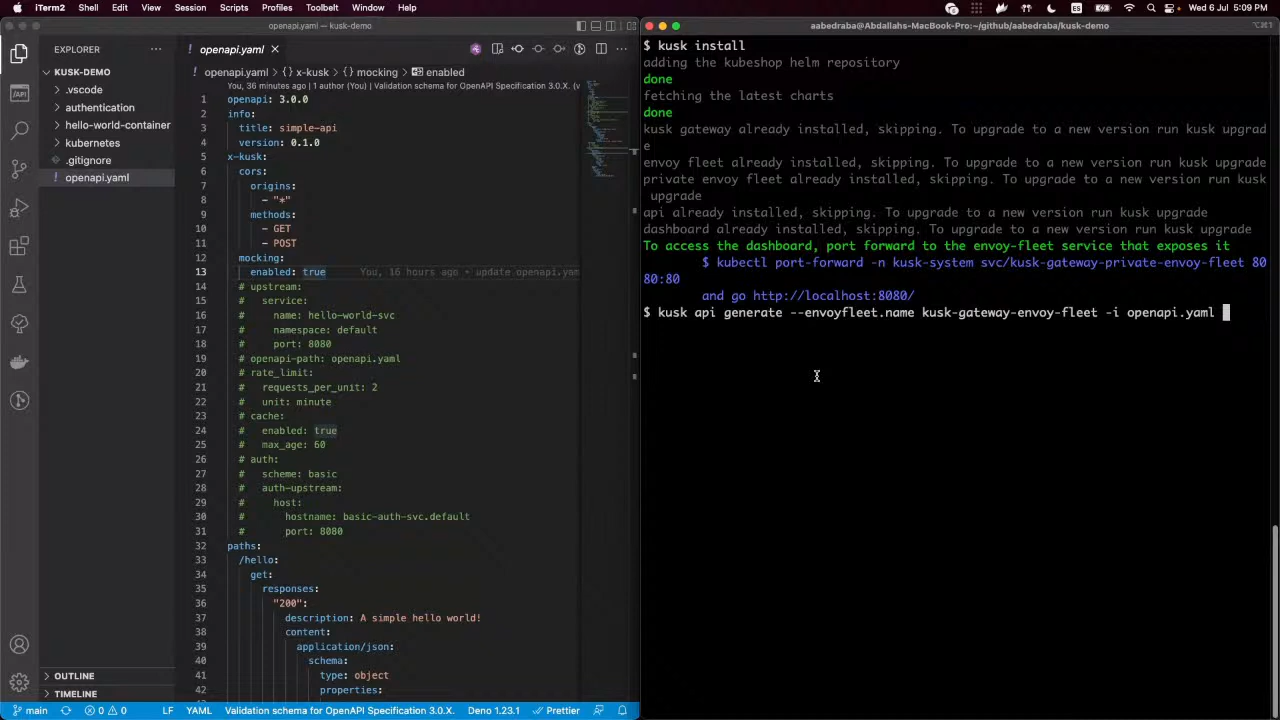 iTerm2 Shell Edit View Session Scripts Profiles Toolbelt Window Help
Wed 6 Jul 5:09 PM
openapi.yaml — kusk-demo
EXPLORER
KUSK-DEMO
.vscode
authentication
hello-world-container
kubernetes
.gitignore
! openapi.yaml
OUTLINE
TIMELINE
! openapi.yaml
! openapi.yaml > {} x-kusk > {} mocking > enabled
You, 36 minutes ago | 1 author (You) | Validation schema for OpenAPI Specification 3.0.X. (v
1 openapi: 3.0.0
2 info:
3 title: simple-api
4 version: 0.1.0
5 x-kusk:
6 cors:
7 origins:
8 - "*"
9 methods:
10 - GET
11 - POST
12 mocking:
13 enabled: true You, 16 hours ago • update openapi.yam
14 # upstream:
15 # service:
16 # name: hello-world-svc
17 # namespace: default
18 # port: 8080
19 # openapi-path: openapi.yaml
20 # rate_limit:
21 # requests_per_unit: 2
22 # unit: minute
23 # cache:
24 # enabled: true
25 # max_age: 60
26 # auth:
27 # scheme: basic
28 # auth-upstream:
29 # host:
30 # hostname: basic-auth-svc.default
31 # port: 8080
32 paths:
33 /hello:
34 get:
35 responses:
36 "200":
37 description: A simple hello world!
38 content:
39 application/json:
40 schema:
41 type: object
42 properties:
main 0 0 LF YAML Validation schema for OpenAPI Specification 3.0.X. Deno 1.23.1 Prettier
aabedraba@Abdallahs-MacBook-Pro:~/github/aabedraba/kusk-demo
⌥⌘1
$ kusk install
adding the kubeshop helm repository
done
fetching the latest charts
done
kusk gateway already installed, skipping. To upgrade to a new version run kusk upgrad
e
envoy fleet already installed, skipping. To upgrade to a new version run kusk upgrade
private envoy fleet already installed, skipping. To upgrade to a new version run kusk
upgrade
api already installed, skipping. To upgrade to a new version run kusk upgrade
dashboard already installed, skipping. To upgrade to a new version run kusk upgrade
To access the dashboard, port forward to the envoy-fleet service that exposes it
$ kubectl port-forward -n kusk-system svc/kusk-gateway-private-envoy-fleet 80
80:80
and go http://localhost:8080/
$ kusk api generate --envoyfleet.name kusk-gateway-envoy-fleet -i openapi.yaml